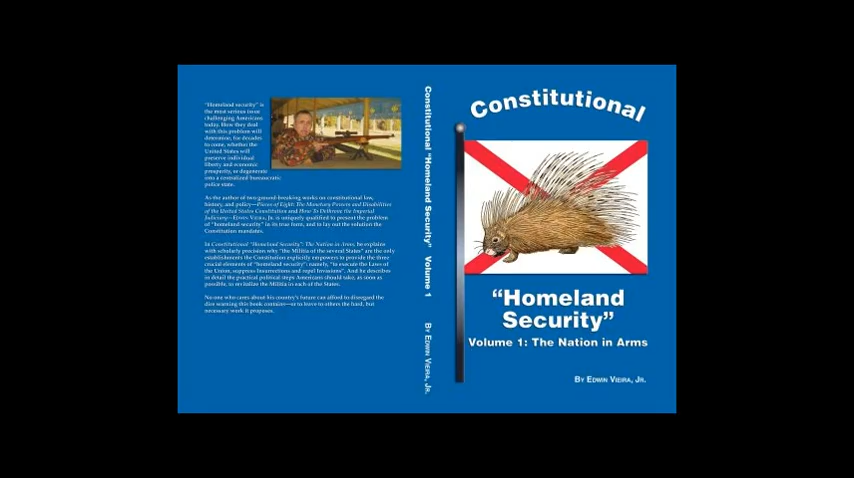 "Homeland security" is
the most serious issue
challenging Americans
today. How they deal
with this problem will
determine, for decades
to come, whether the
United States will
preserve individual
liberty and economic
prosperity, or degenerate
into a centralized bureaucratic
police state.
As the author of two ground-breaking works on constitutional law,
history, and policy—Pieces of Eight: The Monetary Powers and Disabilities
of the United States Constitution and How To Dethrone the Imperial
Judiciary—EDWIN VIEIRA, JR. is uniquely qualified to present the problem
of "homeland security" in its true form, and to lay out the solution the
Constitution mandates.
In Constitutional "Homeland Security": The Nation in Arms, he explains
with scholarly precision why "the Militia of the several States" are the only
establishments the Constitution explicitly empowers to provide the three
crucial elements of "homeland security": namely, "to execute the Laws of
the Union, suppress Insurrections and repel Invasions". And he describes
in detail the practical political steps Americans should take, as soon as
possible, to revitalize the Militia in each of the States.
No one who cares about his country's future can afford to disregard the
dire warning this book contains—or to leave to others the hard, but
necessary work it proposes.
Constitutional "Homeland Security" Volume 1 BY EDWIN VIEIRA, JR.
Constitutional
"Homeland
Security"
Volume 1: The Nation in Arms
BY EDWIN VIEIRA, JR.